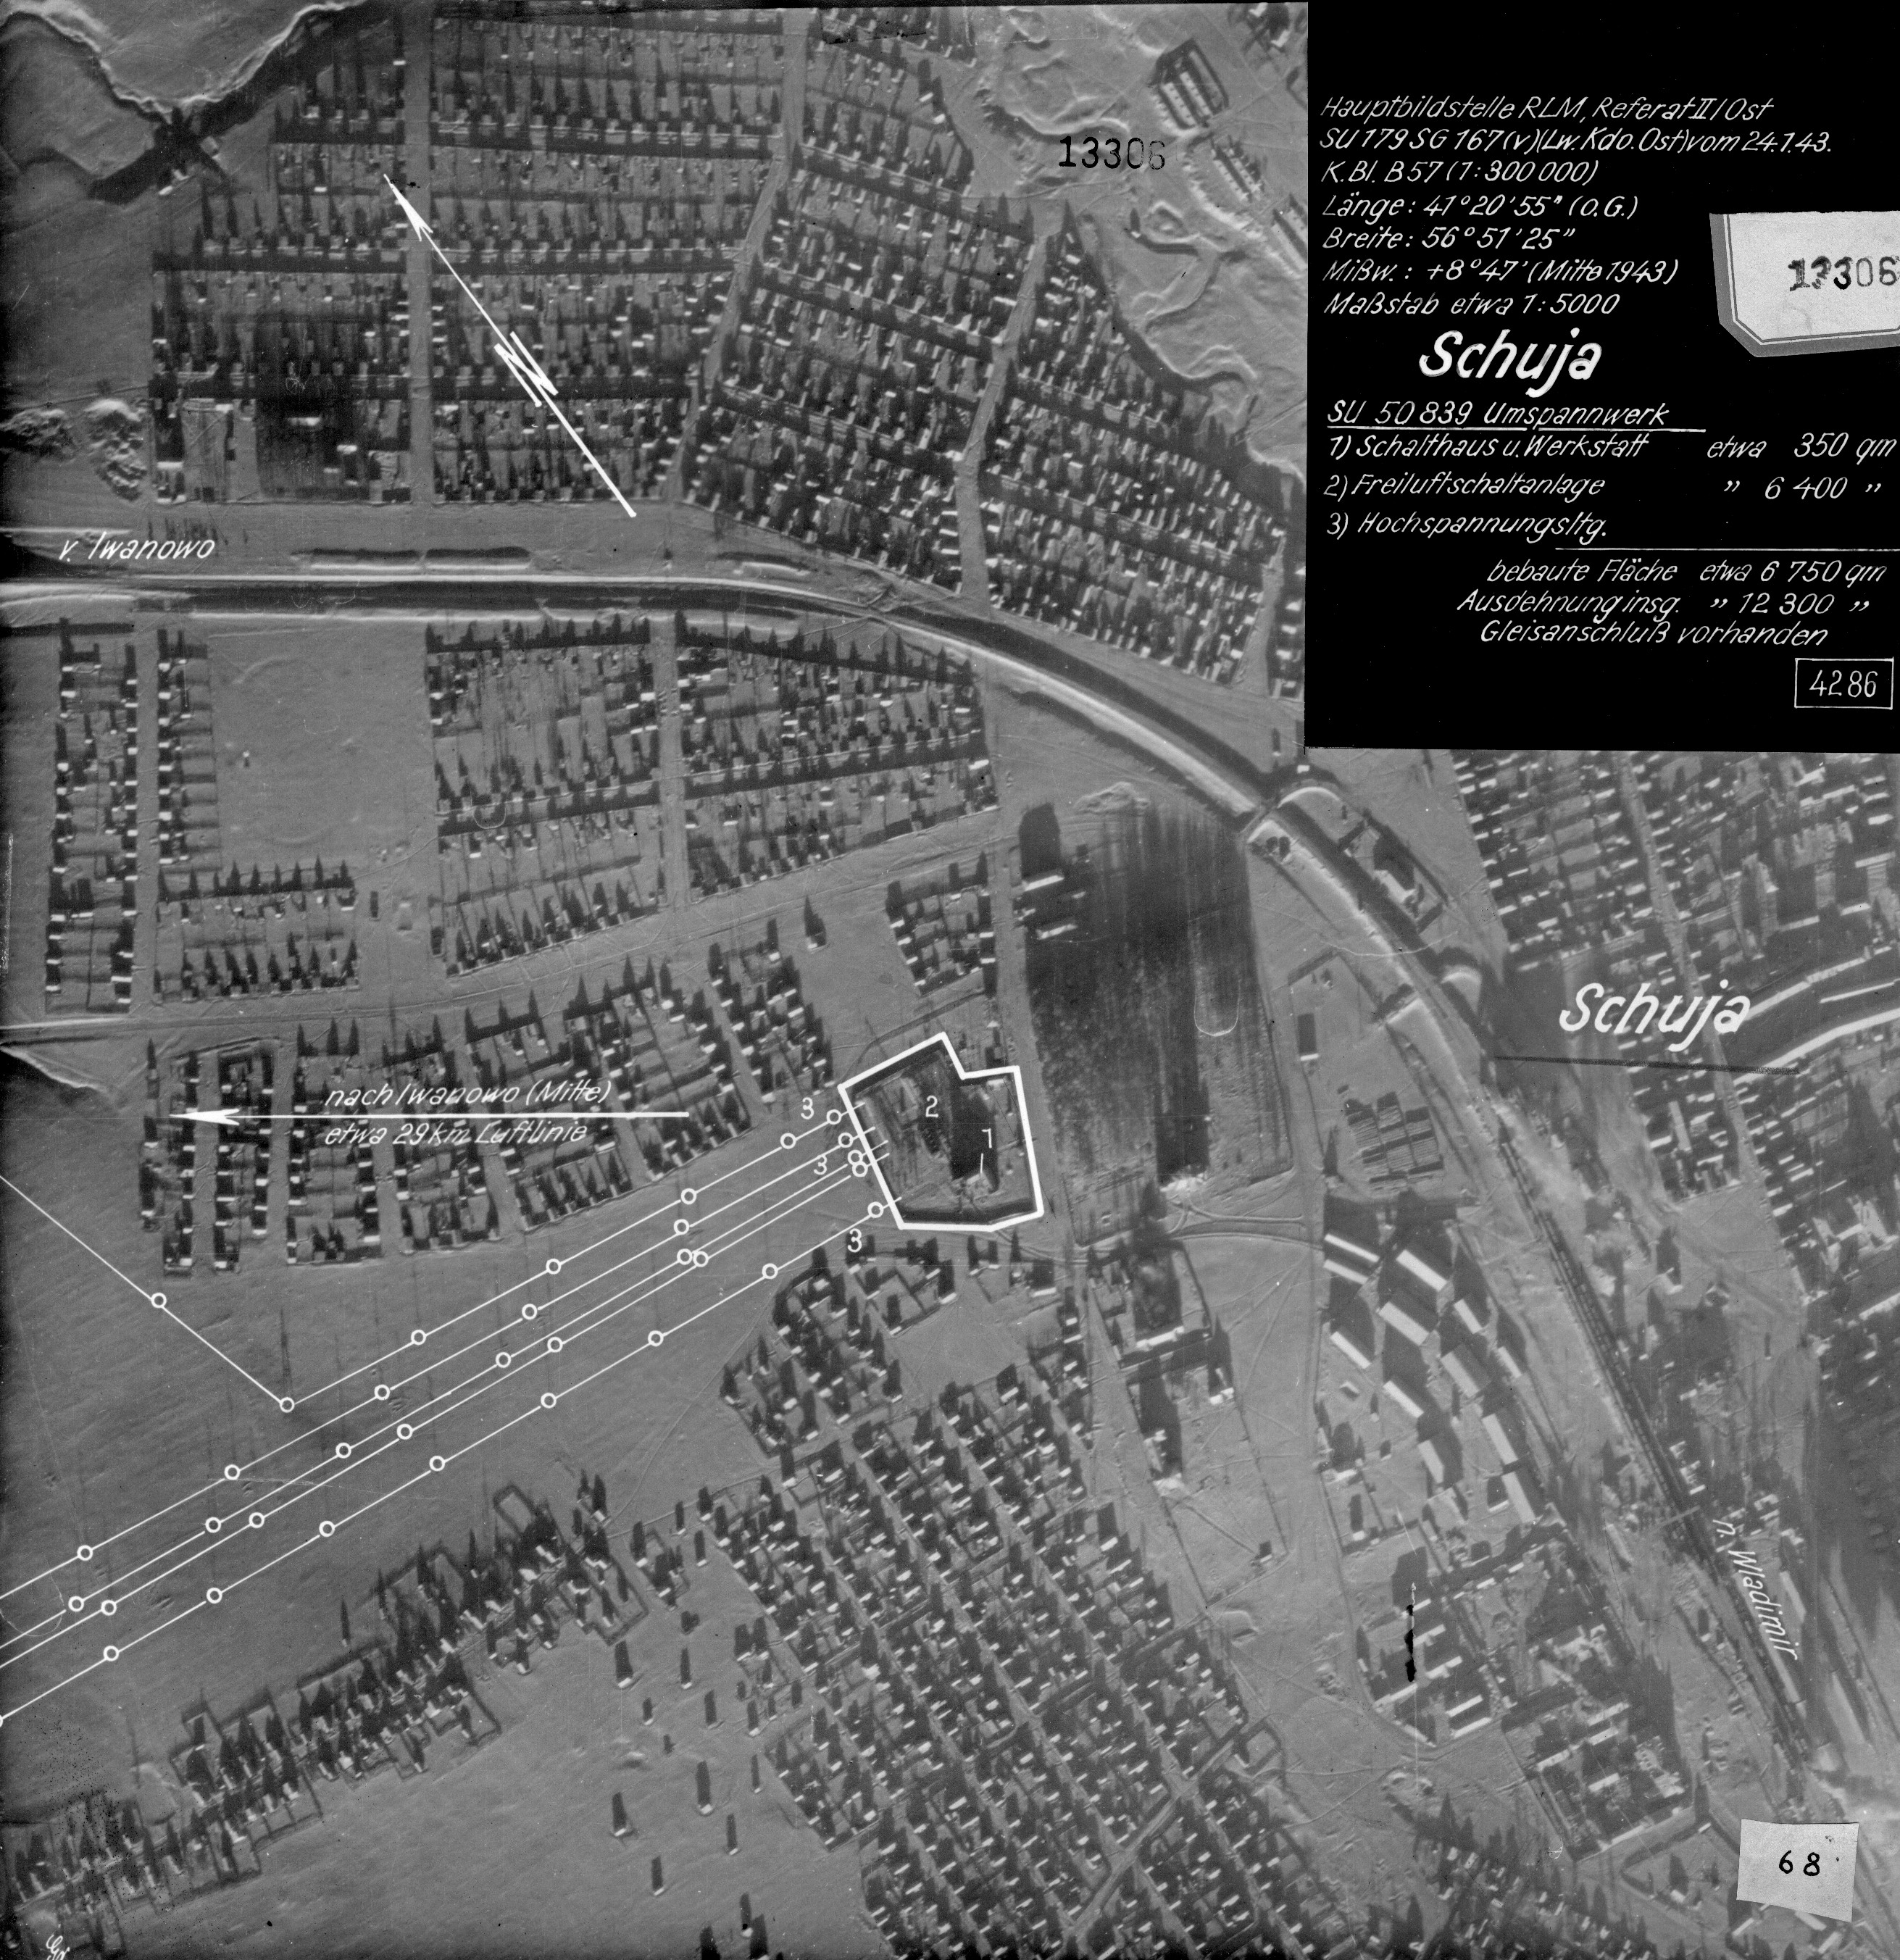 Hauptbildstelle RLM, Referat II/Ost
SU 179 SG 167 (v) (Lw. Kdo. Ost) vom 24.1.43.
K. Bl. B 57 (1:300 000)
Länge: 41° 20' 55" (o. G.)
Breite: 56° 51' 25"
Mißw.: +8° 47' (Mitte 1943)
Maßstab etwa 1:5000
Schuja
SU 50 839 Umspannwerk
1) Schalthaus u. Werkstatt etwa 350 qm
2) Freiluftschaltanlage " 6 400 "
3) Hochspannungsltg.
bebaute Fläche etwa 6 750 qm
Ausdehnung insg. " 12 300 "
Gleisanschluß vorhanden
4286
13306
13306
N
v. Iwanowo
Schuja
nach Iwanowo (Mitte)
etwa 29 km Luftlinie
3
2
1
3
3
n. Wladimir
68